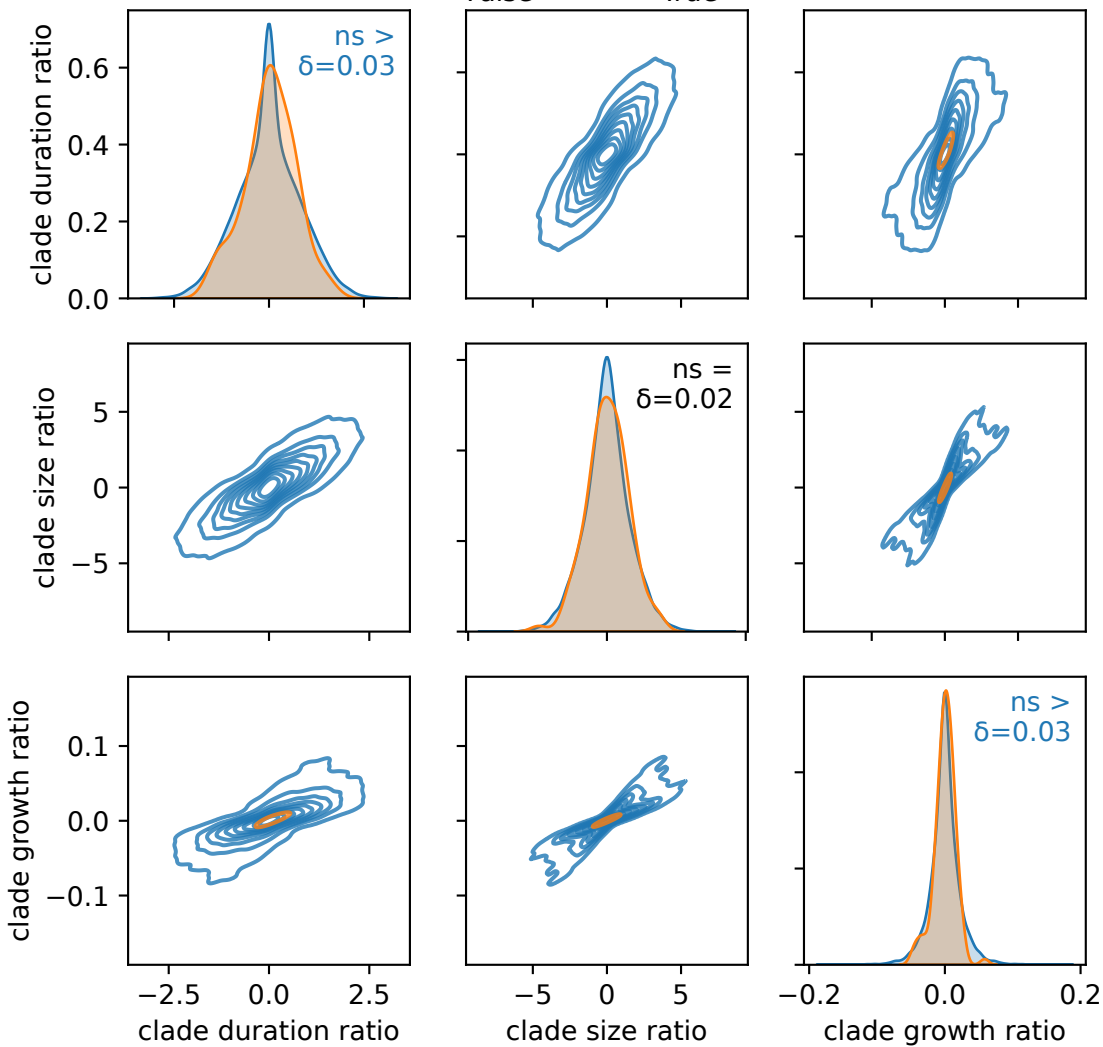 clade duration ratio
0.6
0.4
0.2
0.0
ns >
δ=0.03
clade size ratio
5
0
−5
ns =
δ=0.02
clade growth ratio
0.1
0.0
−0.1
ns >
δ=0.03
−2.5
0.0
2.5
−5
0
5
−0.2
0.0
0.2
clade duration ratio
clade size ratio
clade growth ratio